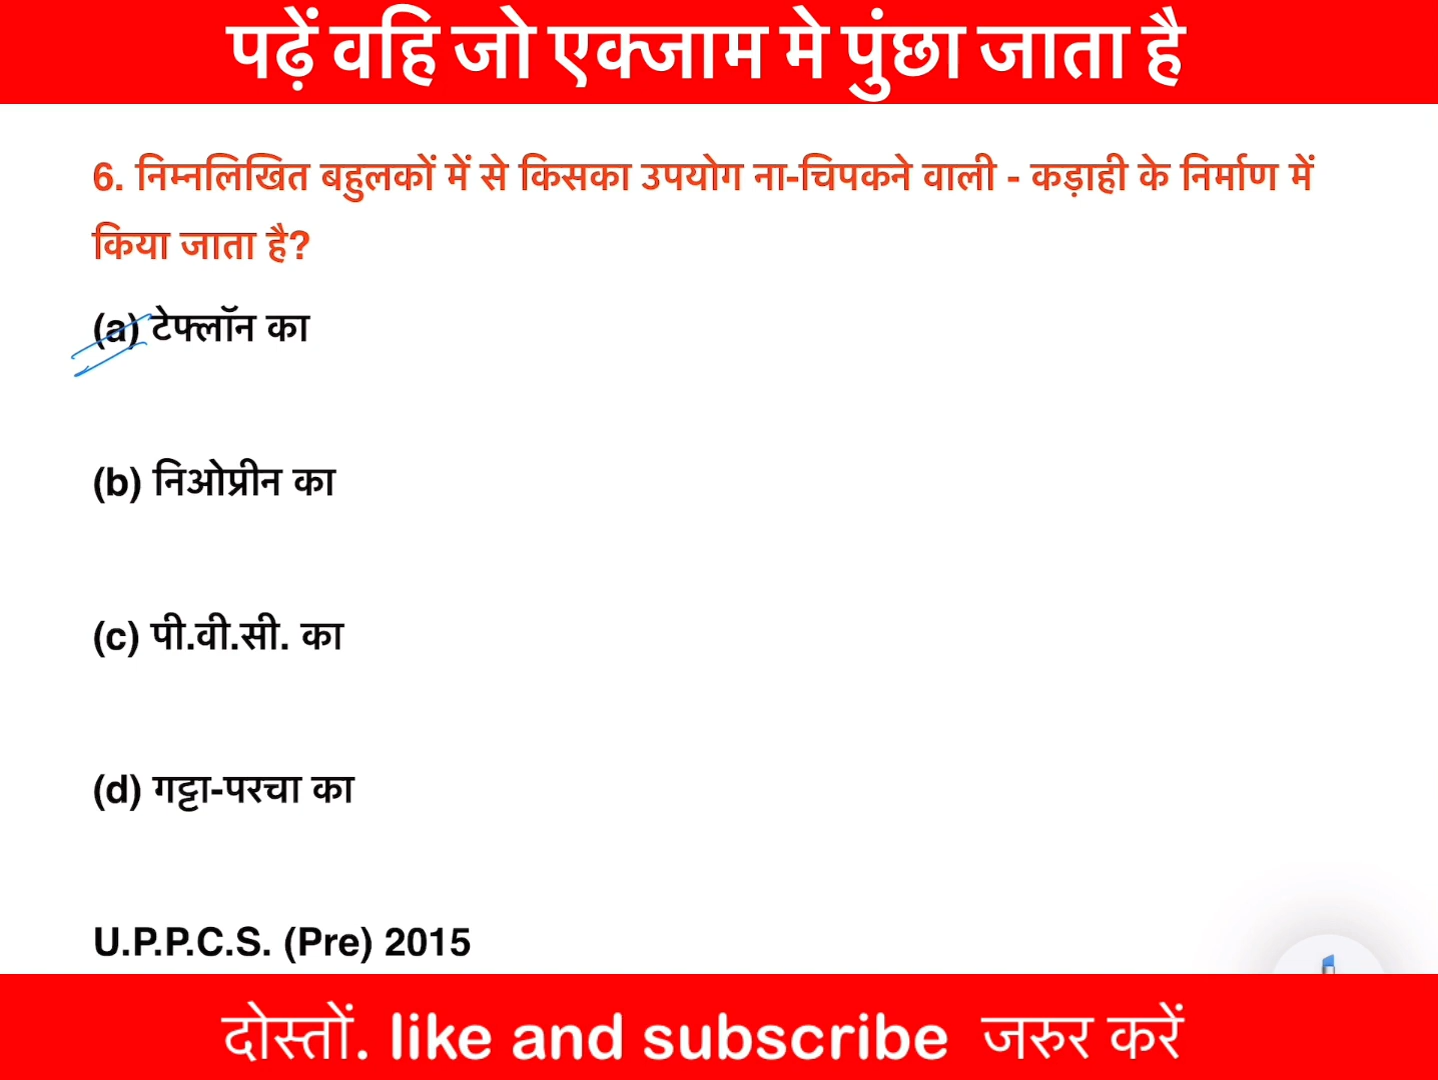 पढ़ें वहि जो एक्जाम मे पुंछा जाता है
6. निम्नलिखित बहुलकों में से किसका उपयोग ना-चिपकने वाली - कड़ाही के निर्माण में
किया जाता है?
(a) टेफ्लॉन का
(b) निओप्रीन का
(c) पी.वी.सी. का
(d) गट्टा-परचा का
U.P.P.C.S. (Pre) 2015
दोस्तों. like and subscribe जरुर करें